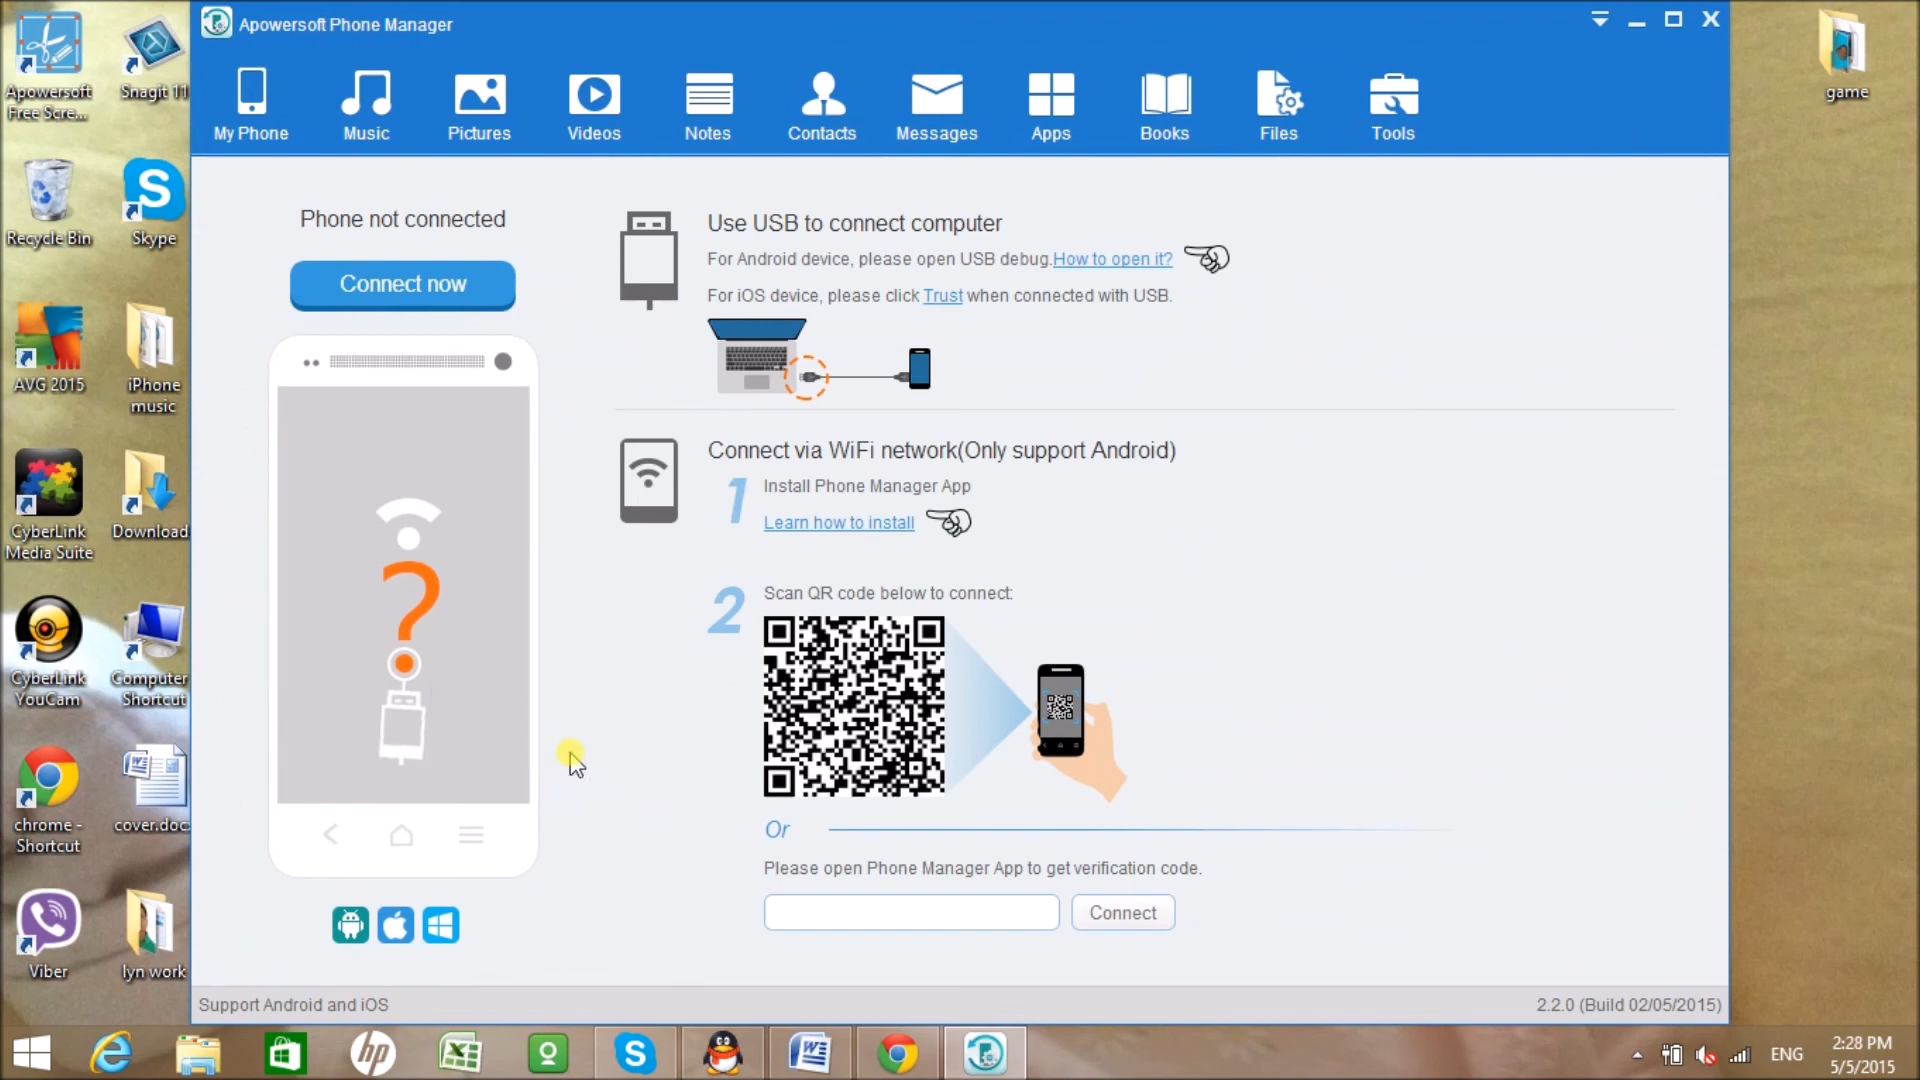 Apowersoft Phone Manager
My Phone
Music
Pictures
Videos
Notes
Contacts
Messages
Apps
Books
Files
Tools
Phone not connected
Connect now
Use USB to connect computer
For Android device, please open USB debug.How to open it?
For iOS device, please click Trust when connected with USB.
Connect via WiFi network(Only support Android)
1
Install Phone Manager App
Learn how to install
2
Scan QR code below to connect:
?
Or
Please open Phone Manager App to get verification code.
Connect
Support Android and iOS
2.2.0 (Build 02/05/2015)
Apowersoft
Free Scre...
Snagit 11
Recycle Bin
Skype
AVG 2015
iPhone
music
CyberLink
Media Suite
Download
CyberLink
YouCam
Computer
Shortcut
chrome -
Shortcut
cover.doc
Viber
lyn work
game
hp
ENG
2:28 PM
5/5/2015